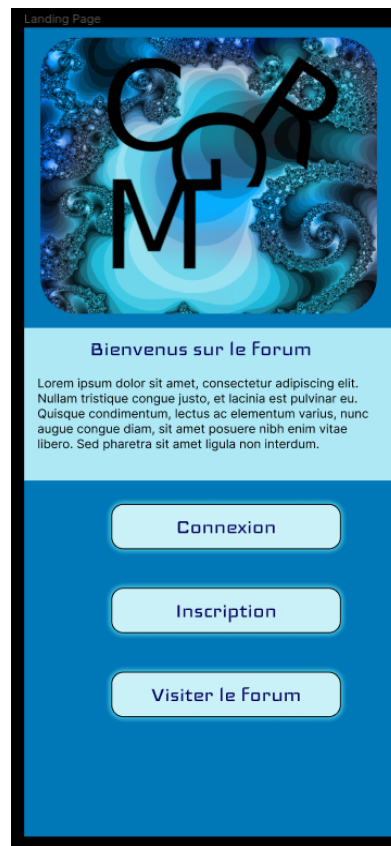 Landing Page
C
R
G
M
Bienvenus sur le forum
Lorem ipsum dolor sit amet, consectetur adipiscing elit.
Nullam tristique congue justo, et lacinia est pulvinar eu.
Quisque condimentum, lectus ac elementum varius, nunc
augue congue diam, sit amet posuere nibh enim vitae
libero. Sed pharetra sit amet ligula non interdum.
Connexion
Inscription
Visiter le forum